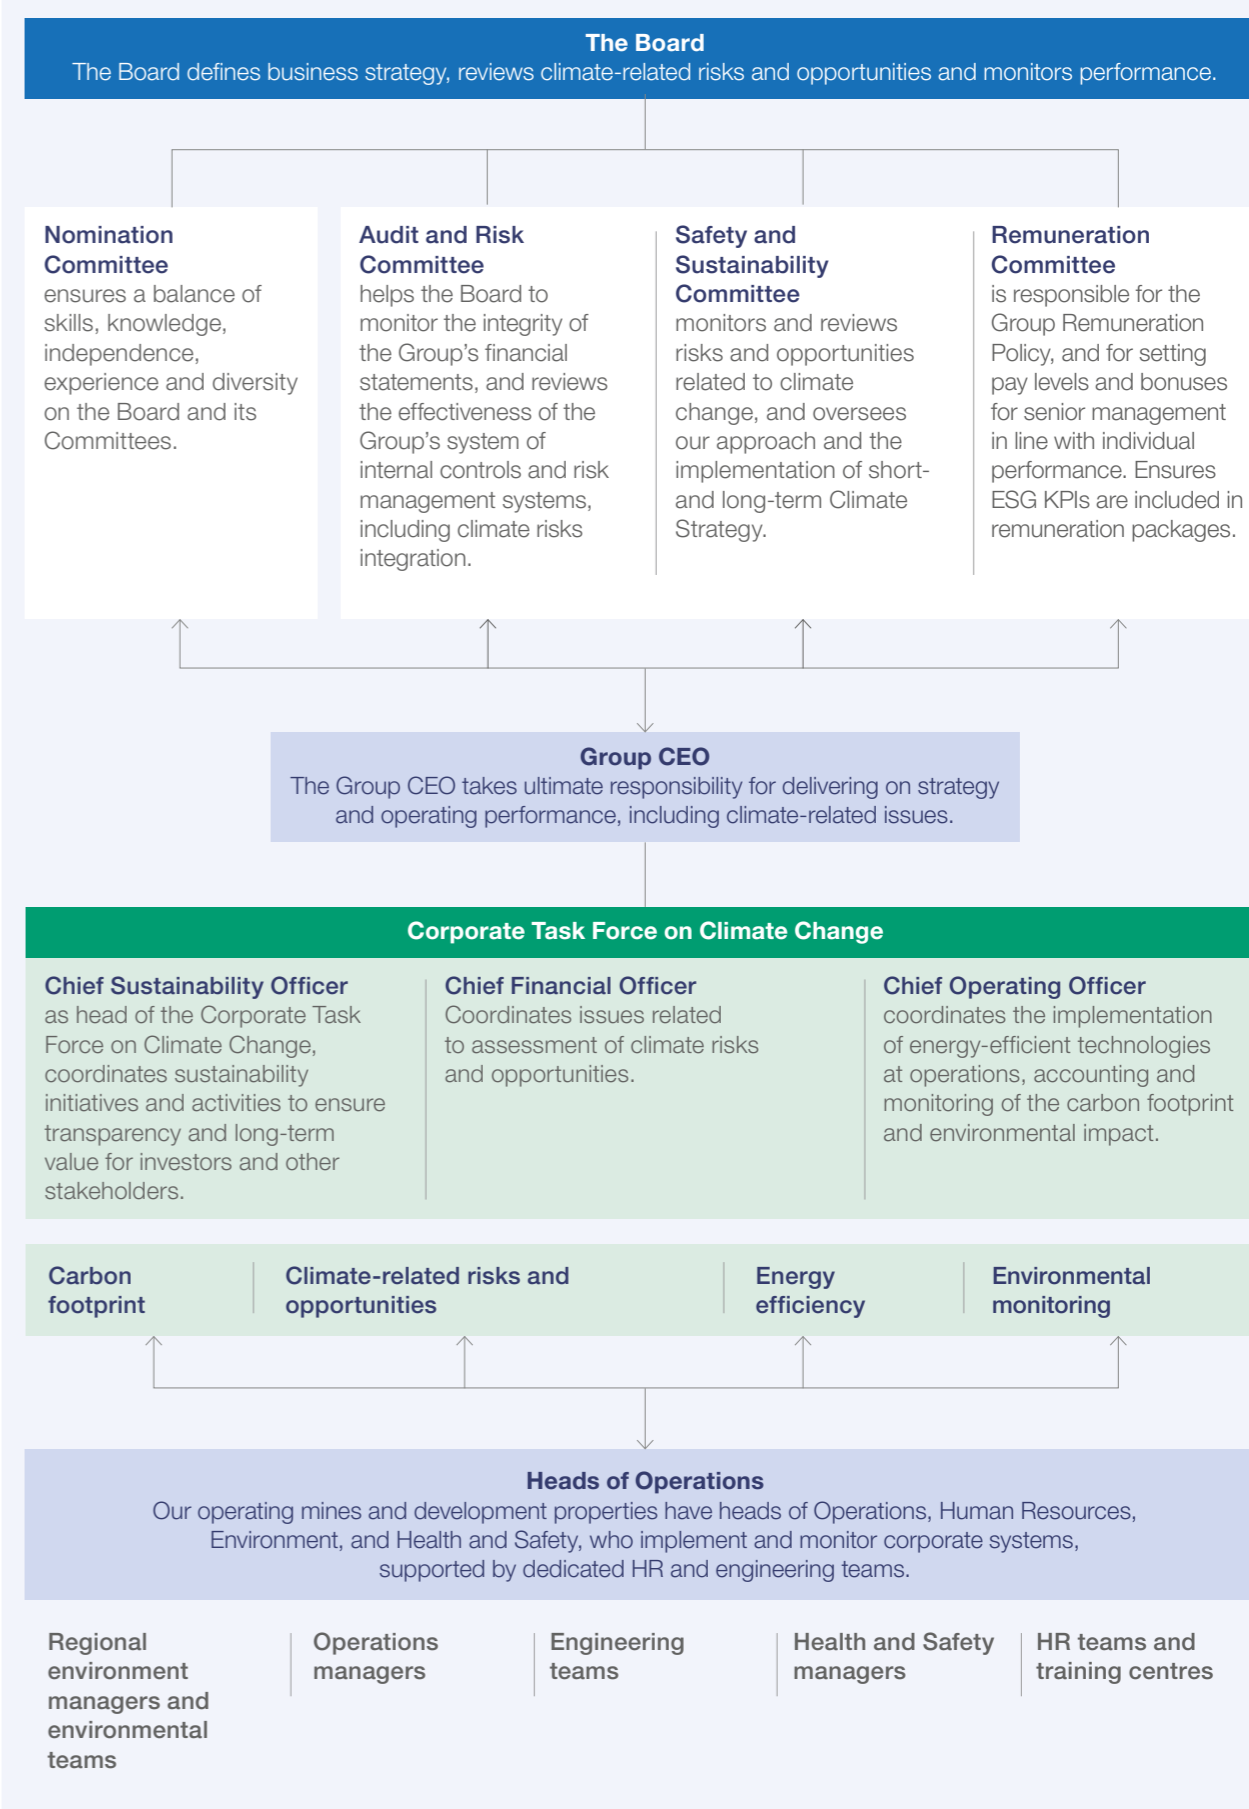 The Board
The Board defines business strategy, reviews climate-related risks and opportunities and monitors performance.
Nomination
Committee
ensures a balance of
skills, knowledge,
independence,
experience and diversity
on the Board and its
Committees.
Audit and Risk
Committee
helps the Board to
monitor the integrity of
the Group's financial
statements, and reviews
the effectiveness of the
Group's system of
internal controls and risk
management systems,
including climate risks
integration.
Safety and
Sustainability
Committee
monitors and reviews
risks and opportunities
related to climate
change, and oversees
our approach and the
implementation of short-
and long-term Climate
Strategy.
Remuneration
Committee
is responsible for the
Group Remuneration
Policy, and for setting
pay levels and bonuses
for senior management
in line with individual
performance. Ensures
ESG KPIs are included in
remuneration packages.
Group CEO
The Group CEO takes ultimate responsibility for delivering on strategy
and operating performance, including climate-related issues.
Corporate Task Force on Climate Change
Chief Sustainability Officer
as head of the Corporate Task
Force on Climate Change,
coordinates sustainability
initiatives and activities to ensure
transparency and long-term
value for investors and other
stakeholders.
Chief Financial Officer
Coordinates issues related
to assessment of climate risks
and opportunities.
Chief Operating Officer
coordinates the implementation
of energy-efficient technologies
at operations, accounting and
monitoring of the carbon footprint
and environmental impact.
Carbon
footprint
Climate-related risks and
opportunities
Energy
efficiency
Environmental
monitoring
Heads of Operations
Our operating mines and development properties have heads of Operations, Human Resources,
Environment, and Health and Safety, who implement and monitor corporate systems,
supported by dedicated HR and engineering teams.
Regional
environment
managers and
environmental
teams
Operations
managers
Engineering
teams
Health and Safety
managers
HR teams and
training centres